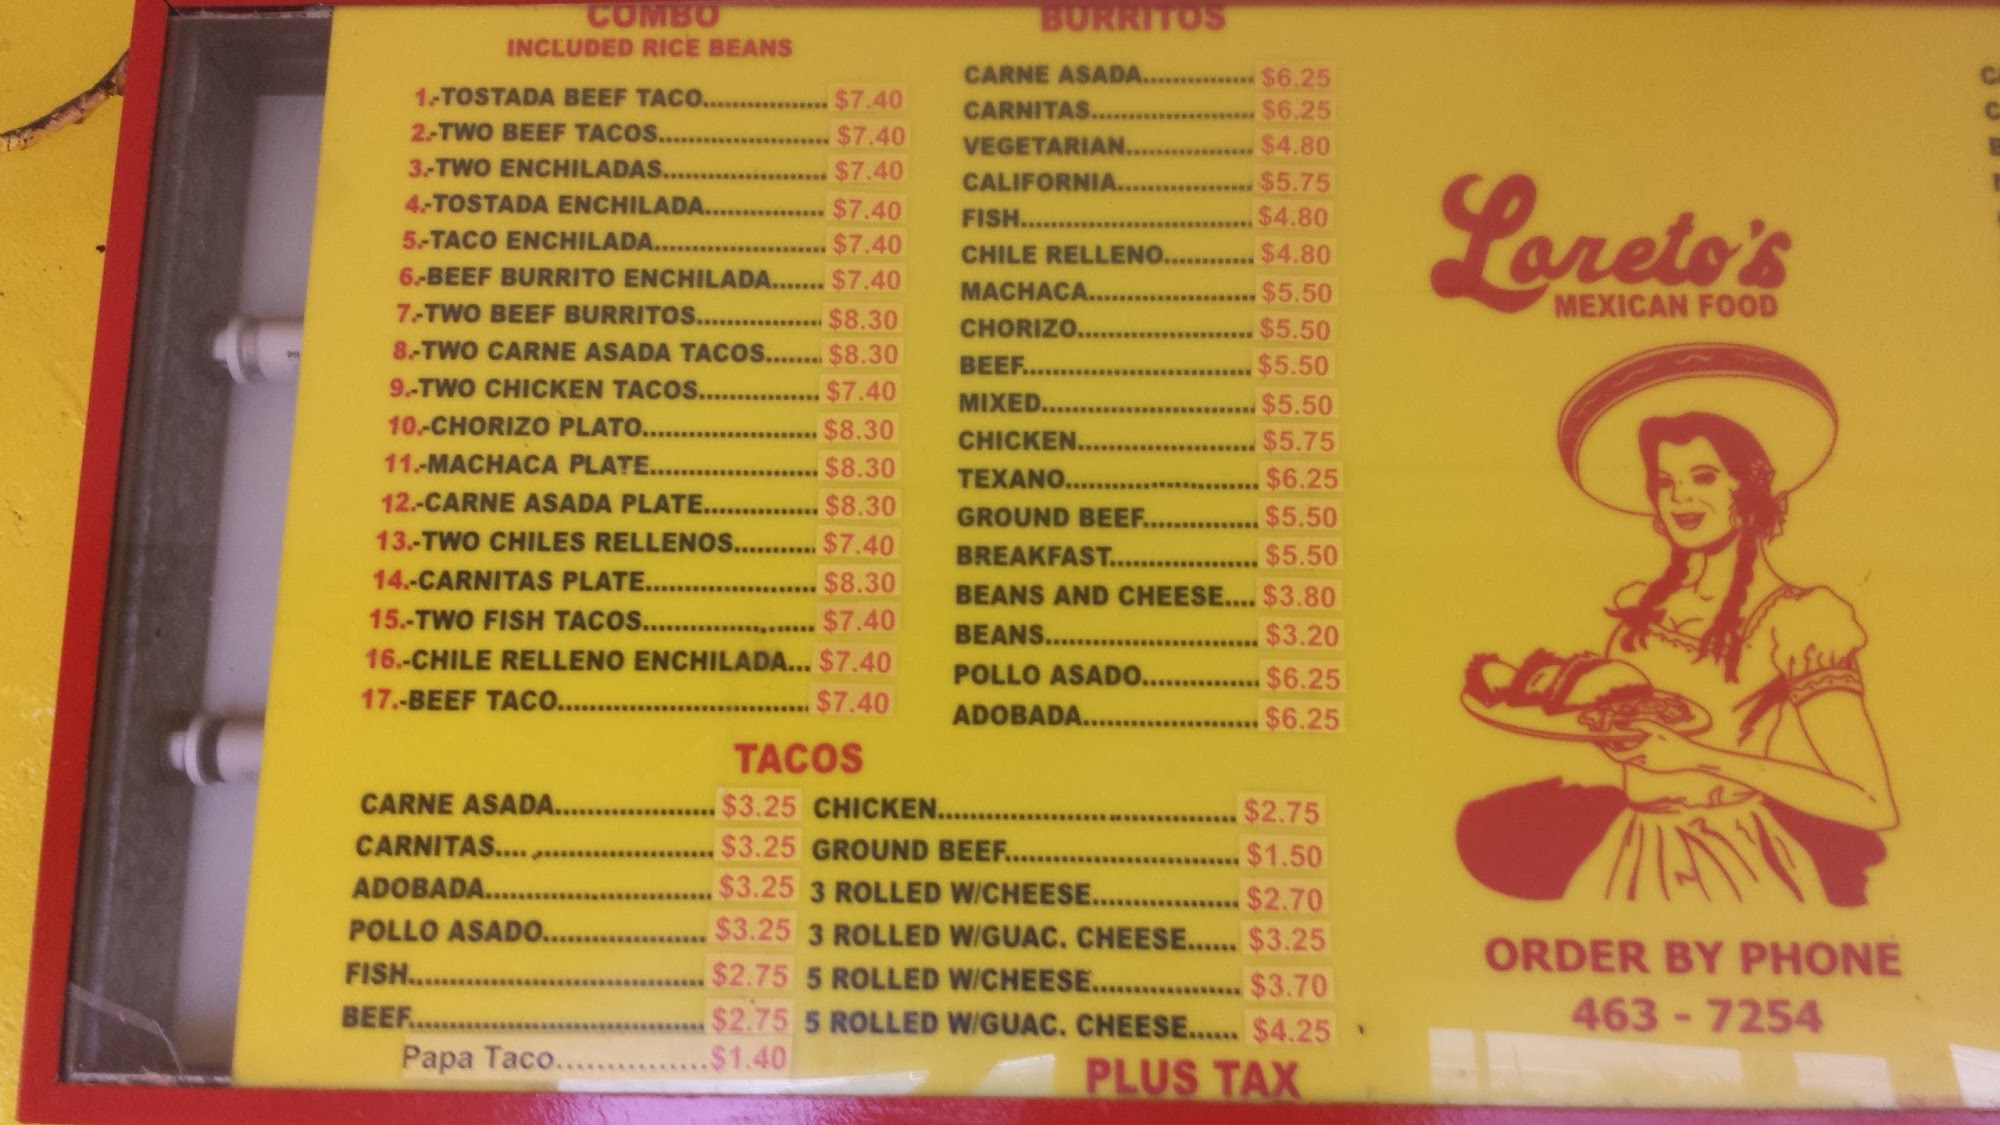 COMBO
INCLUDED RICE BEANS
1.-TOSTADA BEEF TACO.................. $7.40
2.-TWO BEEF TACOS......................... $7.40
3.-TWO ENCHILADAS........................ $7.40
4.-TOSTADA ENCHILADA.................. $7.40
5.-TACO ENCHILADA......................... $7.40
6.-BEEF BURRITO ENCHILADA....... $7.40
7.-TWO BEEF BURRITOS.................. $8.30
8.-TWO CARNE ASADA TACOS........ $8.30
9.-TWO CHICKEN TACOS................. $7.40
10.-CHORIZO PLATO......................... $8.30
11.-MACHACA PLATE........................ $8.30
12.-CARNE ASADA PLATE................ $8.30
13.-TWO CHILES RELLENOS........... $7.40
14.-CARNITAS PLATE........................ $8.30
15.-TWO FISH TACOS........................ $7.40
16.-CHILE RELLENO ENCHILADA... $7.40
17.-BEEF TACO.................................... $7.40
BURRITOS
CARNE ASADA................ $6.25
CARNITAS........................ $6.25
VEGETARIAN.................. $4.80
CALIFORNIA.................... $5.75
FISH.................................. $4.80
CHILE RELLENO............. $4.80
MACHACA........................ $5.50
CHORIZO.......................... $5.50
BEEF................................. $5.50
MIXED............................... $5.50
CHICKEN.......................... $5.75
TEXANO............................ $6.25
GROUND BEEF................ $5.50
BREAKFAST..................... $5.50
BEANS AND CHEESE.... $3.80
BEANS............................... $3.20
POLLO ASADO................. $6.25
ADOBADA......................... $6.25
TACOS
CARNE ASADA....................... $3.25
CARNITAS............................... $3.25
ADOBADA................................ $3.25
POLLO ASADO....................... $3.25
FISH.......................................... $2.75
BEEF.......................................... $2.75
Papa Taco.................$1.40
CHICKEN........................................... $2.75
GROUND BEEF.................................. $1.50
3 ROLLED W/CHEESE..................... $2.70
3 ROLLED W/GUAC. CHEESE...... $3.25
5 ROLLED W/CHEESE..................... $3.70
5 ROLLED W/GUAC. CHEESE...... $4.25
PLUS TAX
Loreto's
MEXICAN FOOD
ORDER BY PHONE
463 - 7254